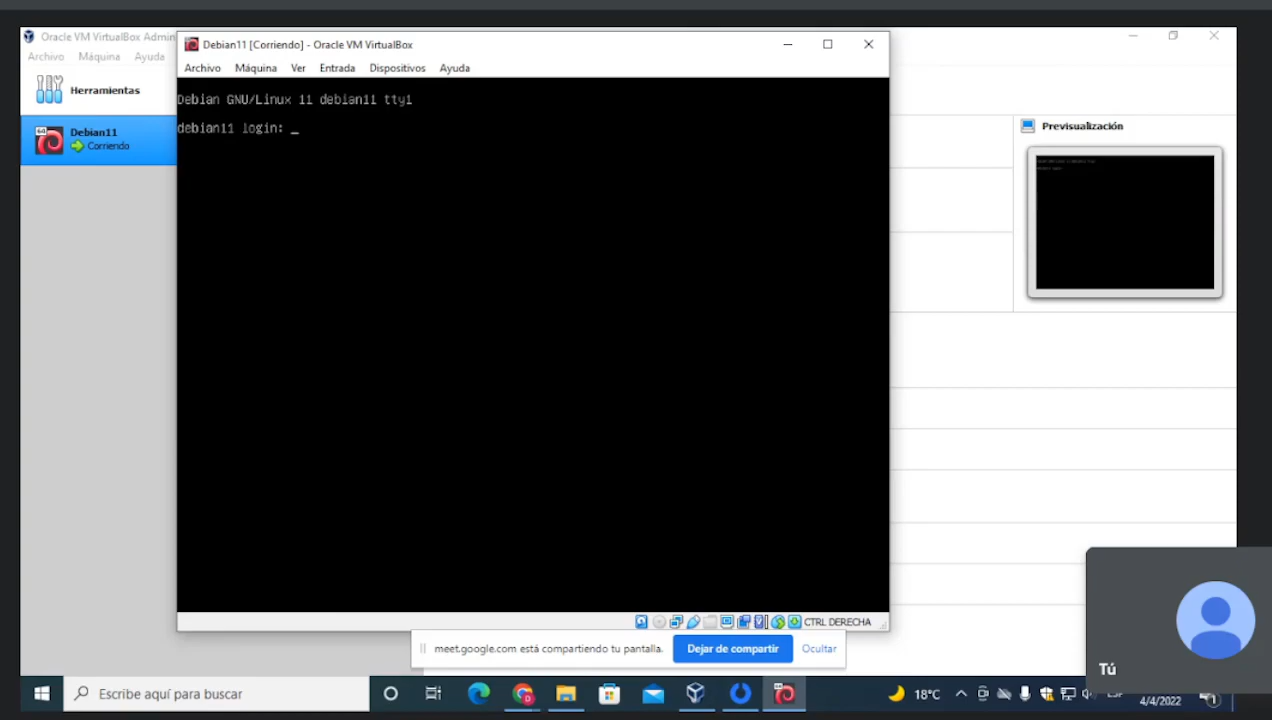 Oracle VM VirtualBox Admin
Archivo Máquina Ayuda
Herramientas
64
Debian11
Corriendo
Debian11 [Corriendo] - Oracle VM VirtualBox
Archivo Máquina Ver Entrada Dispositivos Ayuda
Debian GNU/Linux 11 debian11 tty1
debian11 login: _
CTRL DERECHA
Previsualización
meet.google.com está compartiendo tu pantalla.
Dejar de compartir
Ocultar
Tú
Escribe aquí para buscar
18°C
4/4/2022
1